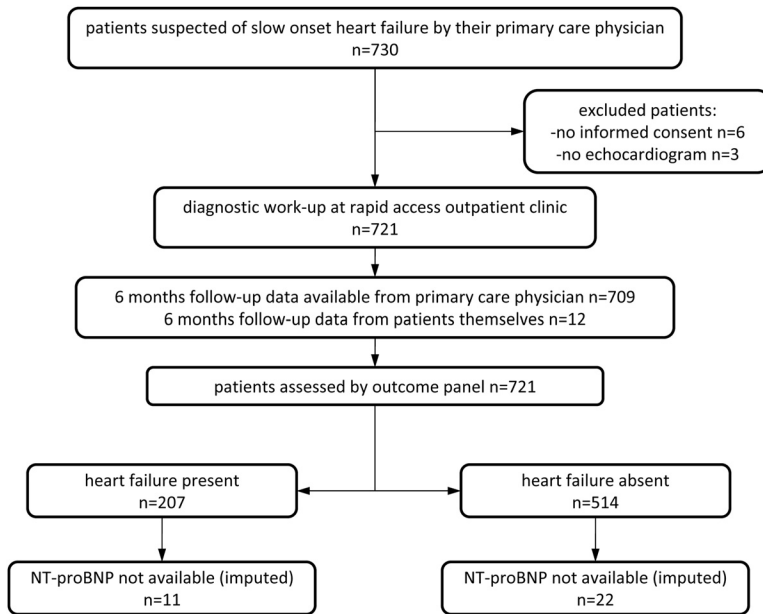 patients suspected of slow onset heart failure by their primary care physician
n=730
excluded patients:
-no informed consent n=6
-no echocardiogram n=3
diagnostic work-up at rapid access outpatient clinic
n=721
6 months follow-up data available from primary care physician n=709
6 months follow-up data from patients themselves n=12
patients assessed by outcome panel n=721
heart failure present
n=207
heart failure absent
n=514
NT-proBNP not available (imputed)
n=11
NT-proBNP not available (imputed)
n=22